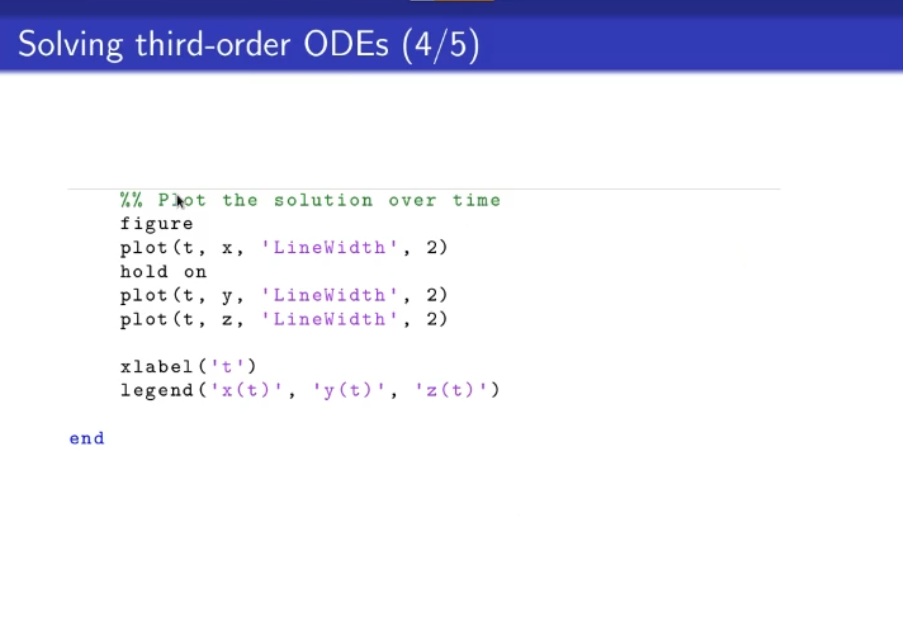 Solving third-order ODEs (4/5)
%% Plot the solution over time
figure
plot(t, x, 'LineWidth', 2)
hold on
plot(t, y, 'LineWidth', 2)
plot(t, z, 'LineWidth', 2)
xlabel('t')
legend('x(t)', 'y(t)', 'z(t)')
end